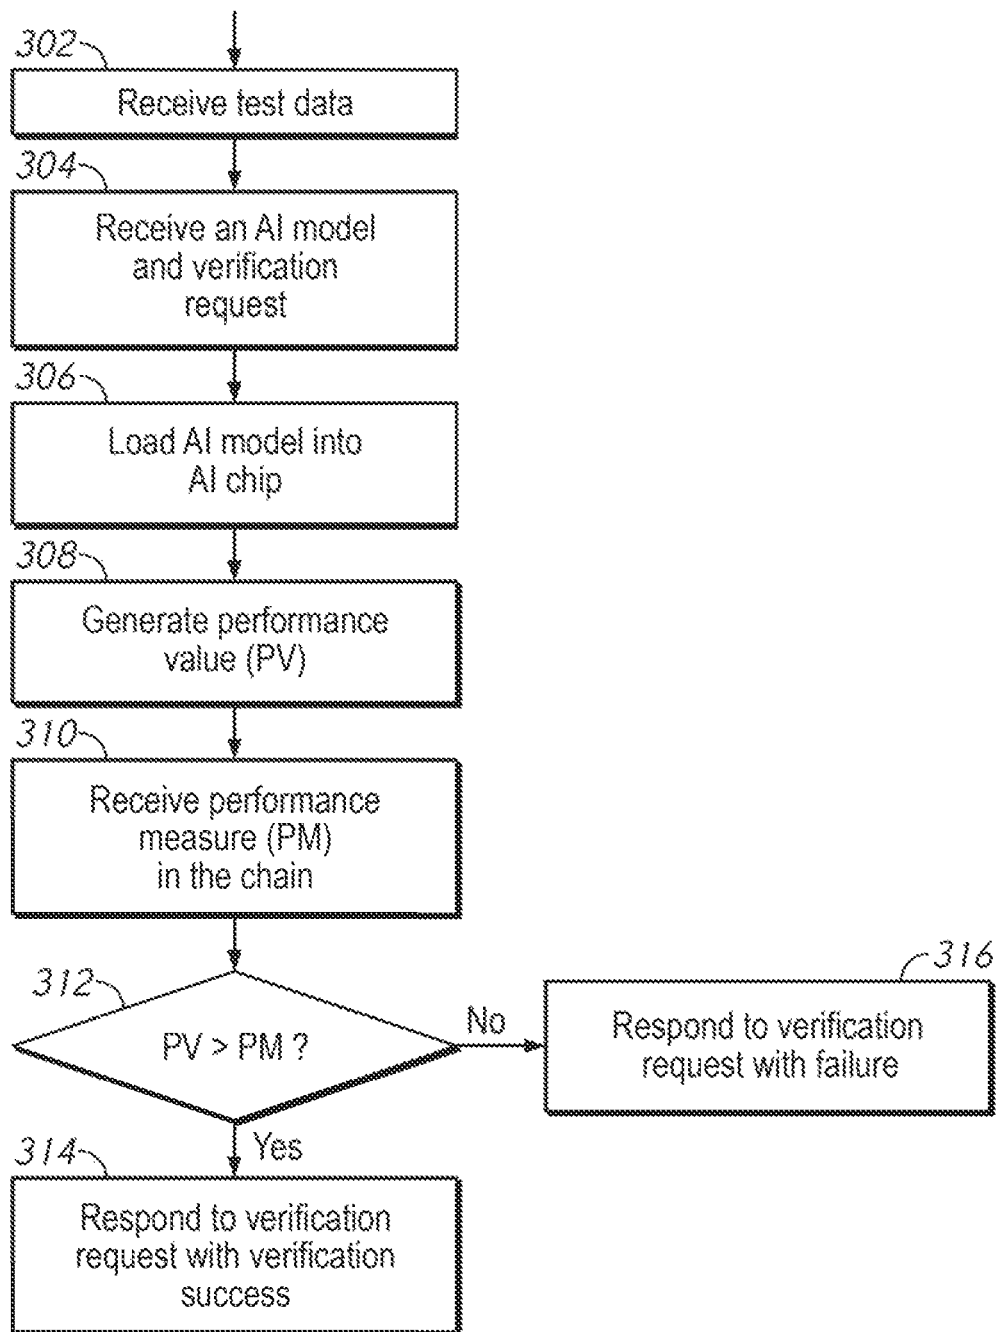 302
Receive test data
304
Receive an AI model
and verification
request
306
Load AI model into
AI chip
308
Generate performance
value (PV)
310
Receive performance
measure (PM)
in the chain
312
PV > PM ?
No
316
Respond to verification
request with failure
Yes
314
Respond to verification
request with verification
success